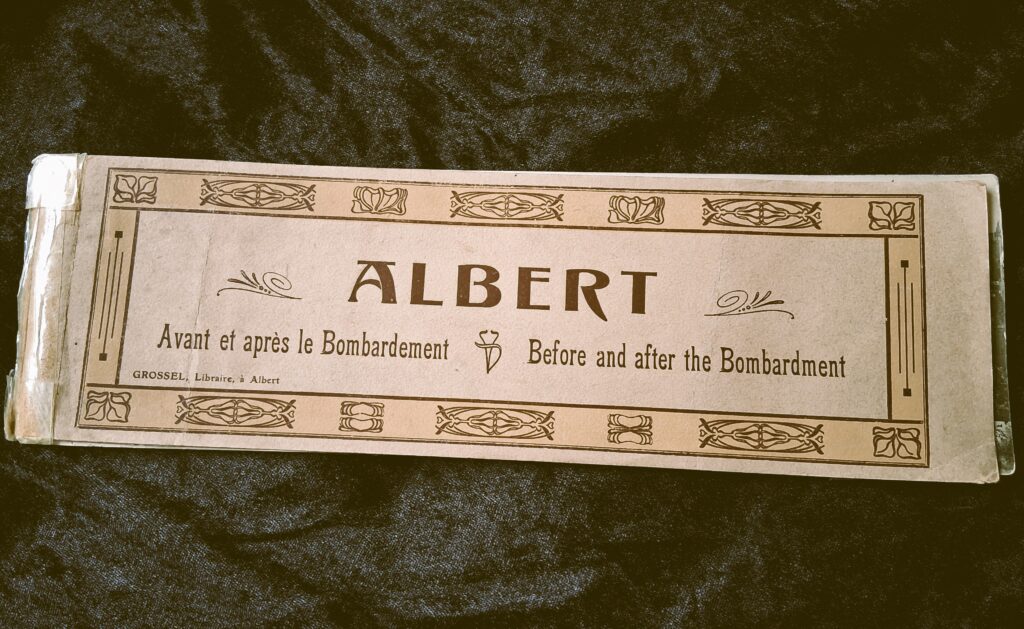 ALBERT
Avant et après le Bombardement Before and after the Bombardment
GROSSEL, Libraire, à Albert